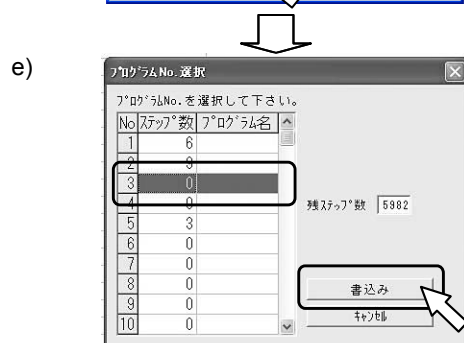 e)
プログラムNo.選択
プログラムNo.を選択して下さい。
No ステップ数 プログラム名
1 6
2 9
3 0
4 0
5 3
6 0
7 0
8 0
9 0
10 0
残ステップ数 5982
書込み
キャンセル